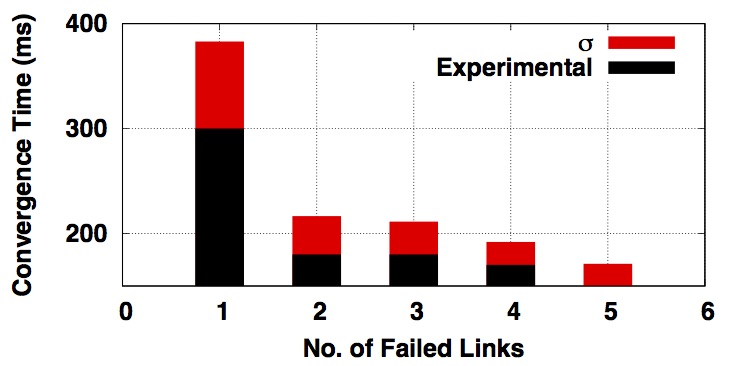 400
300
200
Convergence Time (ms)
σ
Experimental
0 1 2 3 4 5 6
No. of Failed Links